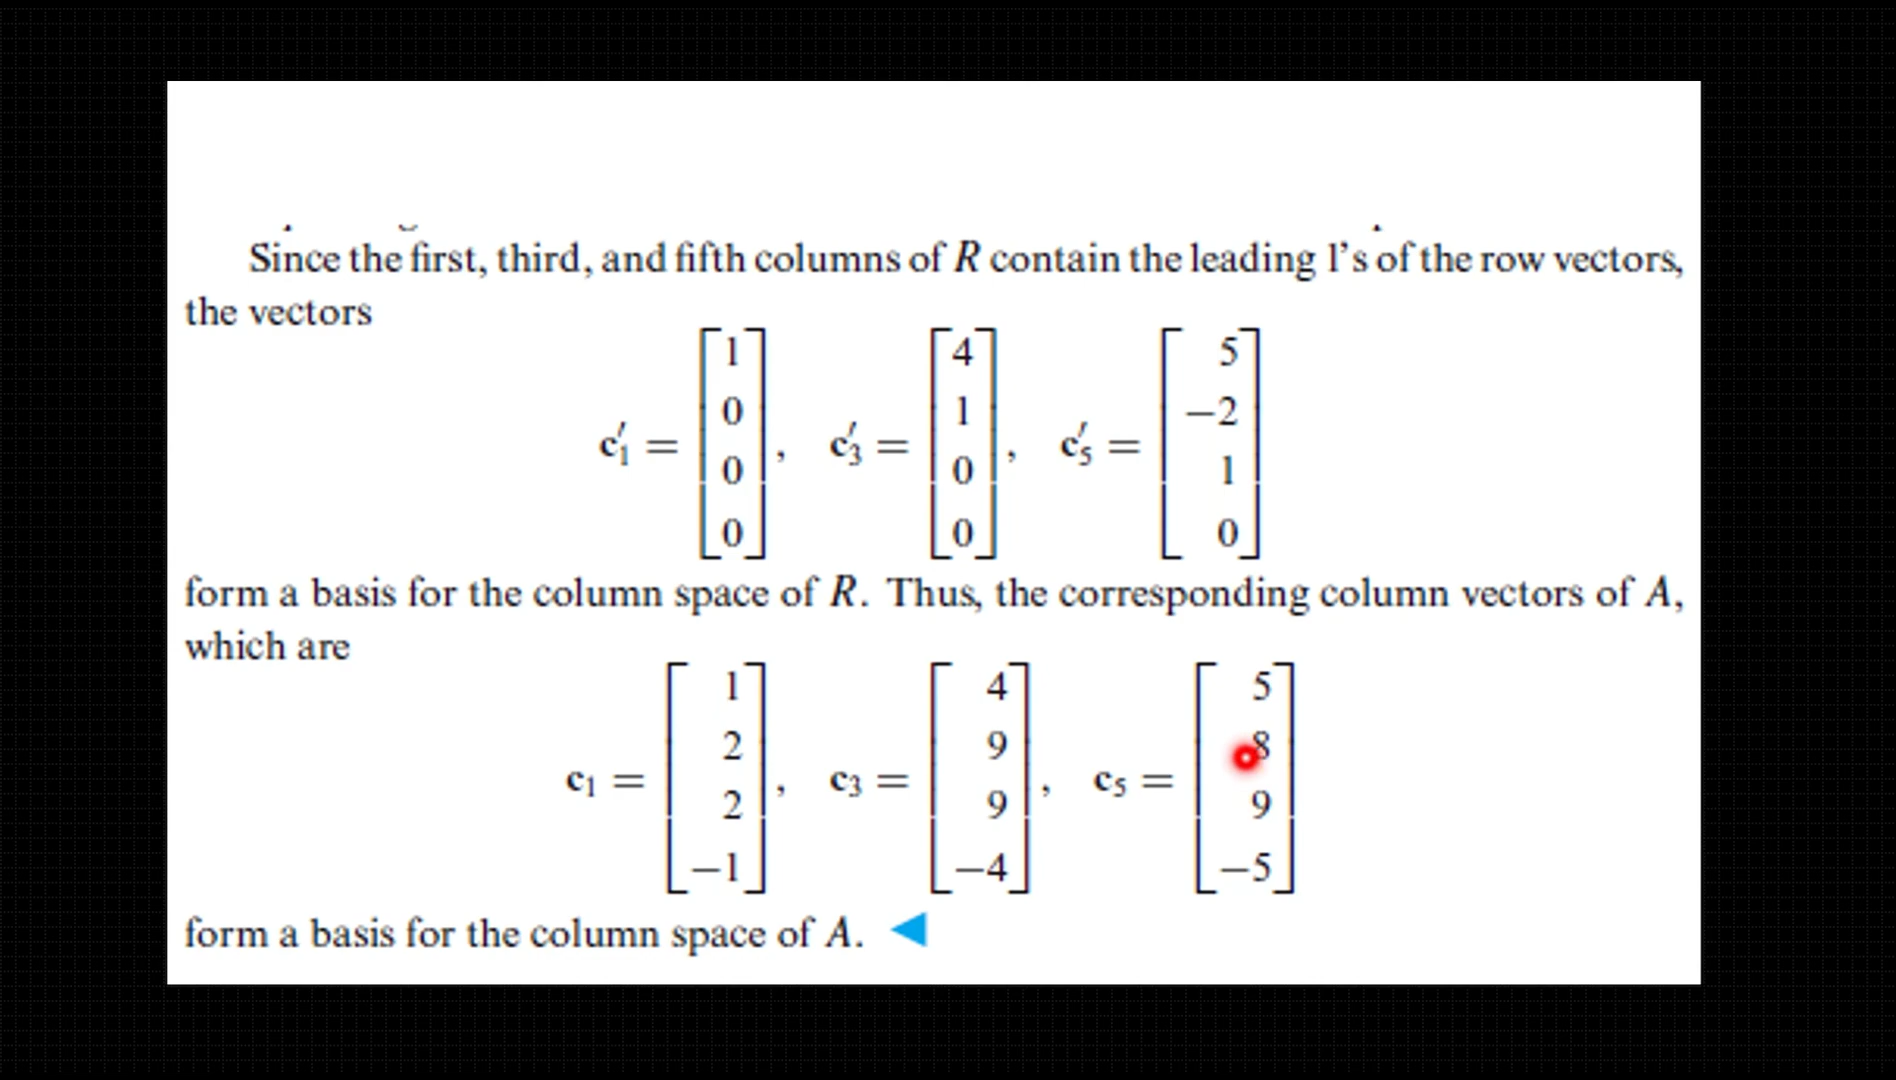 Since the first, third, and fifth columns of R contain the leading 1's of the row vectors,
the vectors
c′₁ = [1 0 0 0], c′₃ = [4 1 0 0], c′₅ = [5 −2 1 0]
form a basis for the column space of R. Thus, the corresponding column vectors of A,
which are
c₁ = [1 2 2 −1], c₃ = [4 9 9 −4], c₅ = [5 8 9 −5]
form a basis for the column space of A.